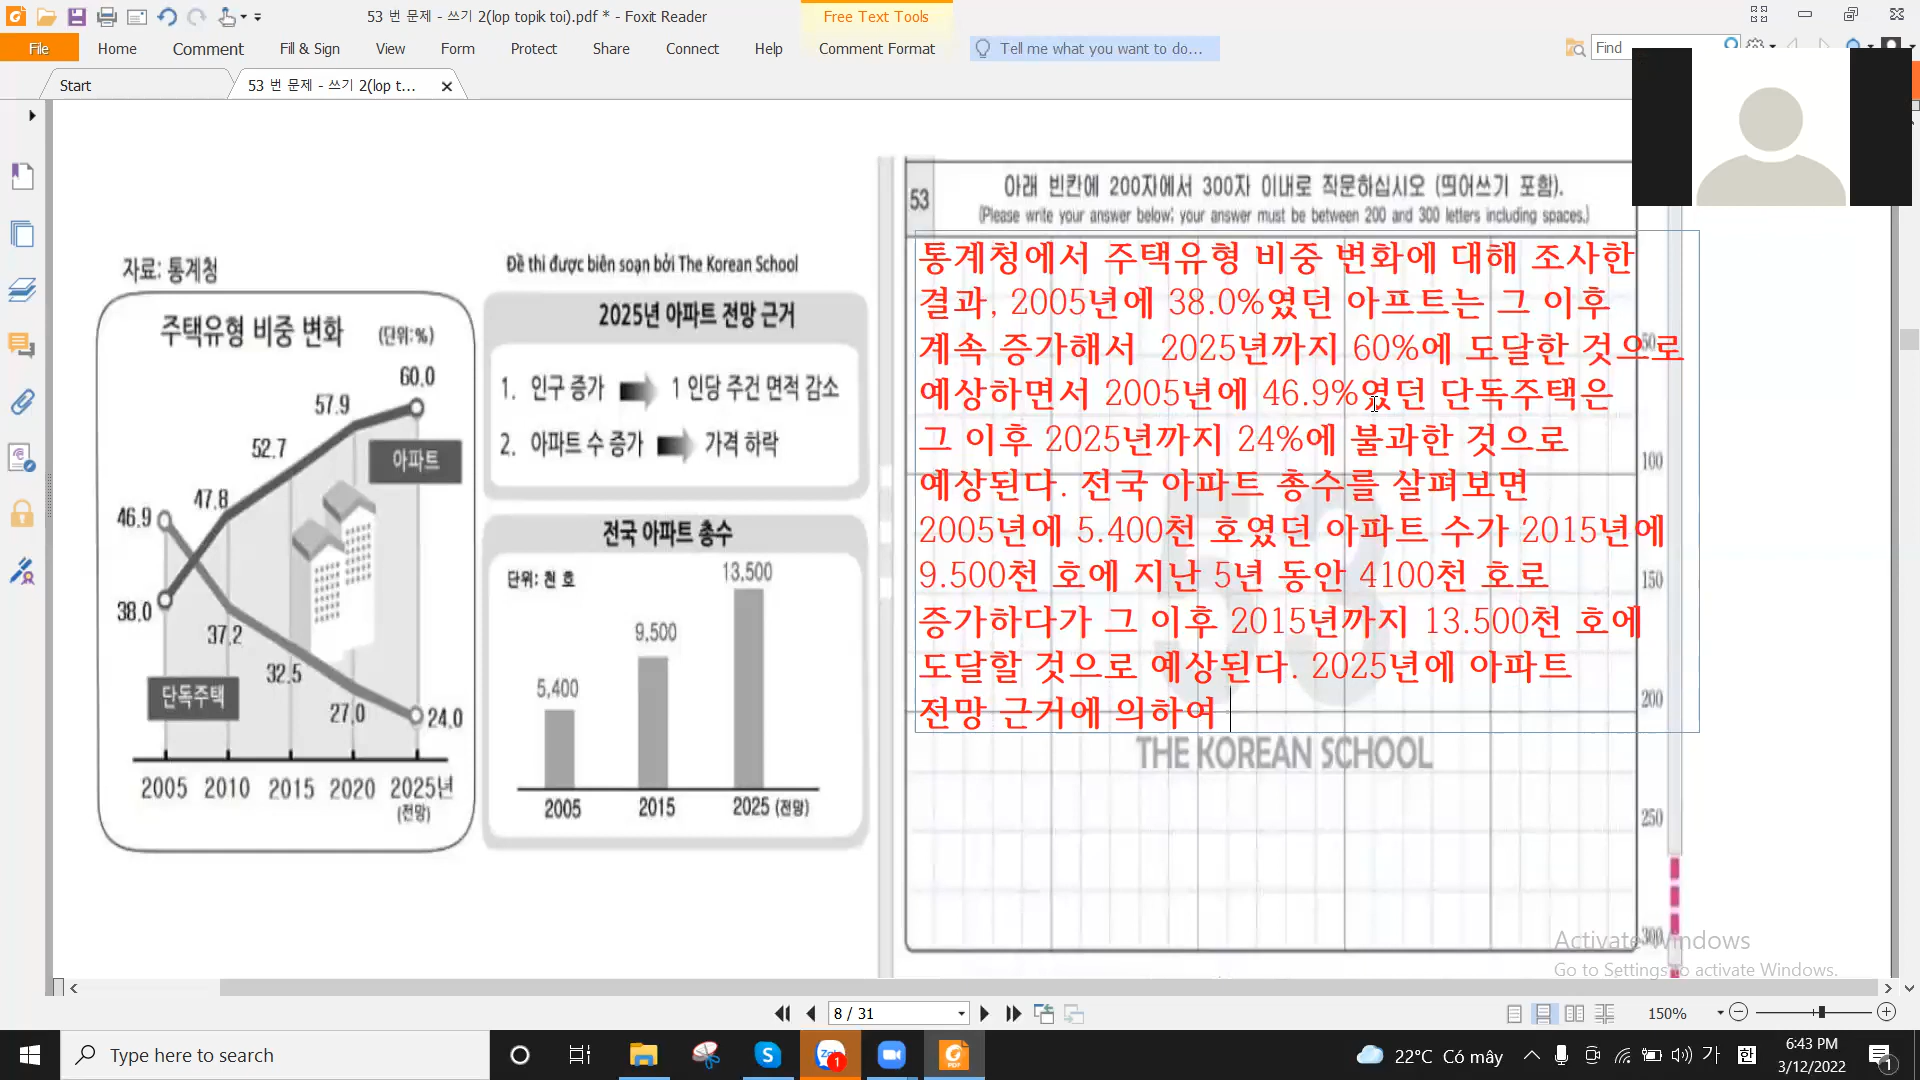 53 번 문제 - 쓰기 2(lop topik toi).pdf * - Foxit Reader
Free Text Tools
File Home Comment Fill & Sign View Form Protect Share Connect Help Comment Format Tell me what you want to do... Find
Start 53 번 문제 - 쓰기 2(lop t...
자료: 통계청
주택유형 비중 변화 (단위:%)
60.0
57.9
52.7
아파트
47.8
46.9
38.0
37.2
32.5
단독주택
27.0
24.0
2005 2010 2015 2020 2025년
(전망)
Đề thi được biên soạn bởi The Korean School
2025년 아파트 전망 근거
1. 인구 증가 1 인당 주건 면적 감소
2. 아파트 수 증가 가격 하락
전국 아파트 총수
단위: 천 호
13,500
9,500
5,400
2005 2015 2025 (전망)
53
아래 빈칸에 200자에서 300자 이내로 작문하십시오 (띄어쓰기 포함).
(Please write your answer below; your answer must be between 200 and 300 letters including spaces.)
통계청에서 주택유형 비중 변화에 대해 조사한
결과, 2005년에 38.0%였던 아프트는 그 이후
계속 증가해서 2025년까지 60%에 도달한 것으로
예상하면서 2005년에 46.9%였던 단독주택은
그 이후 2025년까지 24%에 불과한 것으로
예상된다. 전국 아파트 총수를 살펴보면
2005년에 5.400천 호였던 아파트 수가 2015년에
9.500천 호에 지난 5년 동안 4100천 호로
증가하다가 그 이후 2015년까지 13.500천 호에
도달할 것으로 예상된다. 2025년에 아파트
전망 근거에 의하여
50
100
150
200
250
300
53
THE KOREAN SCHOOL
Activate Windows
Go to Settings to activate Windows.
8 / 31
150%
Type here to search
Zalo
1
22°C Có mây
가
한
6:43 PM
3/12/2022
1